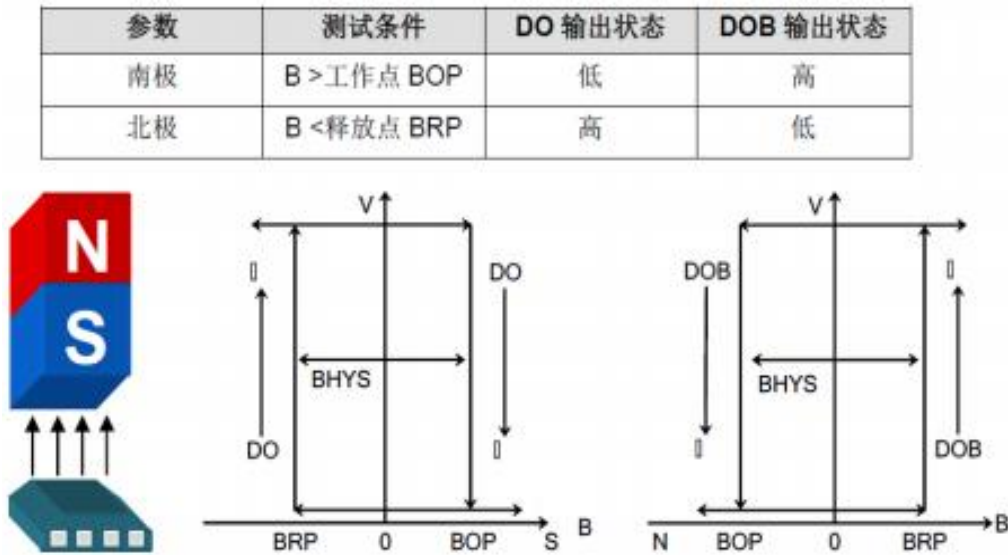 参数 测试条件 DO 输出状态 DOB 输出状态
南极 B >工作点 BOP 低 高
北极 B <释放点 BRP 高 低
N
S
V
DO
BHYS
DO
BRP 0 BOP S B
V
DOB
BHYS
DOB
N BOP 0 BRP B